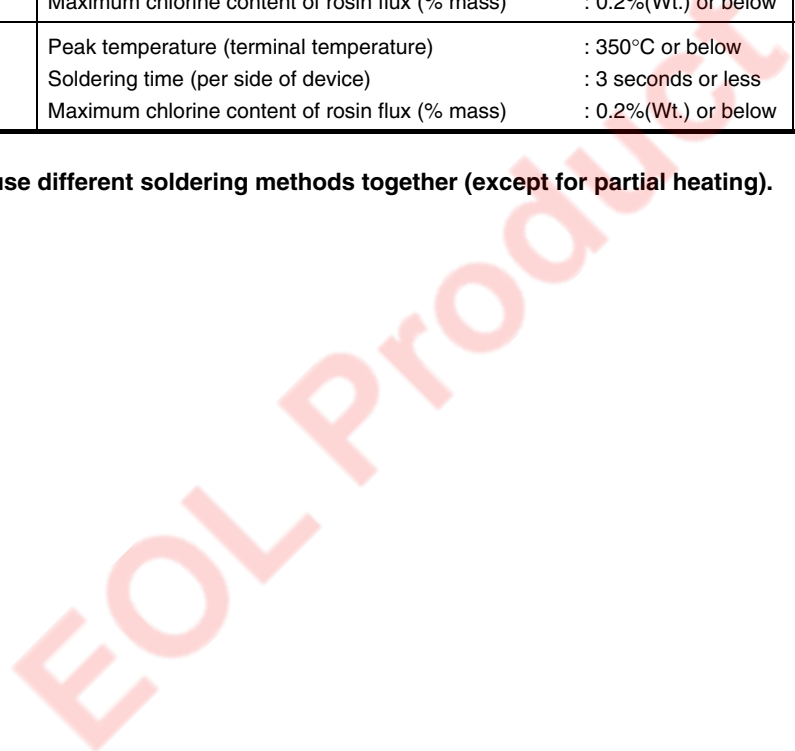 Maximum chlorine content of rosin flux (% mass) : 0.2%(Wt.) or below
Peak temperature (terminal temperature) : 350°C or below
Soldering time (per side of device) : 3 seconds or less
Maximum chlorine content of rosin flux (% mass) : 0.2%(Wt.) or below
use different soldering methods together (except for partial heating).
EOL Product